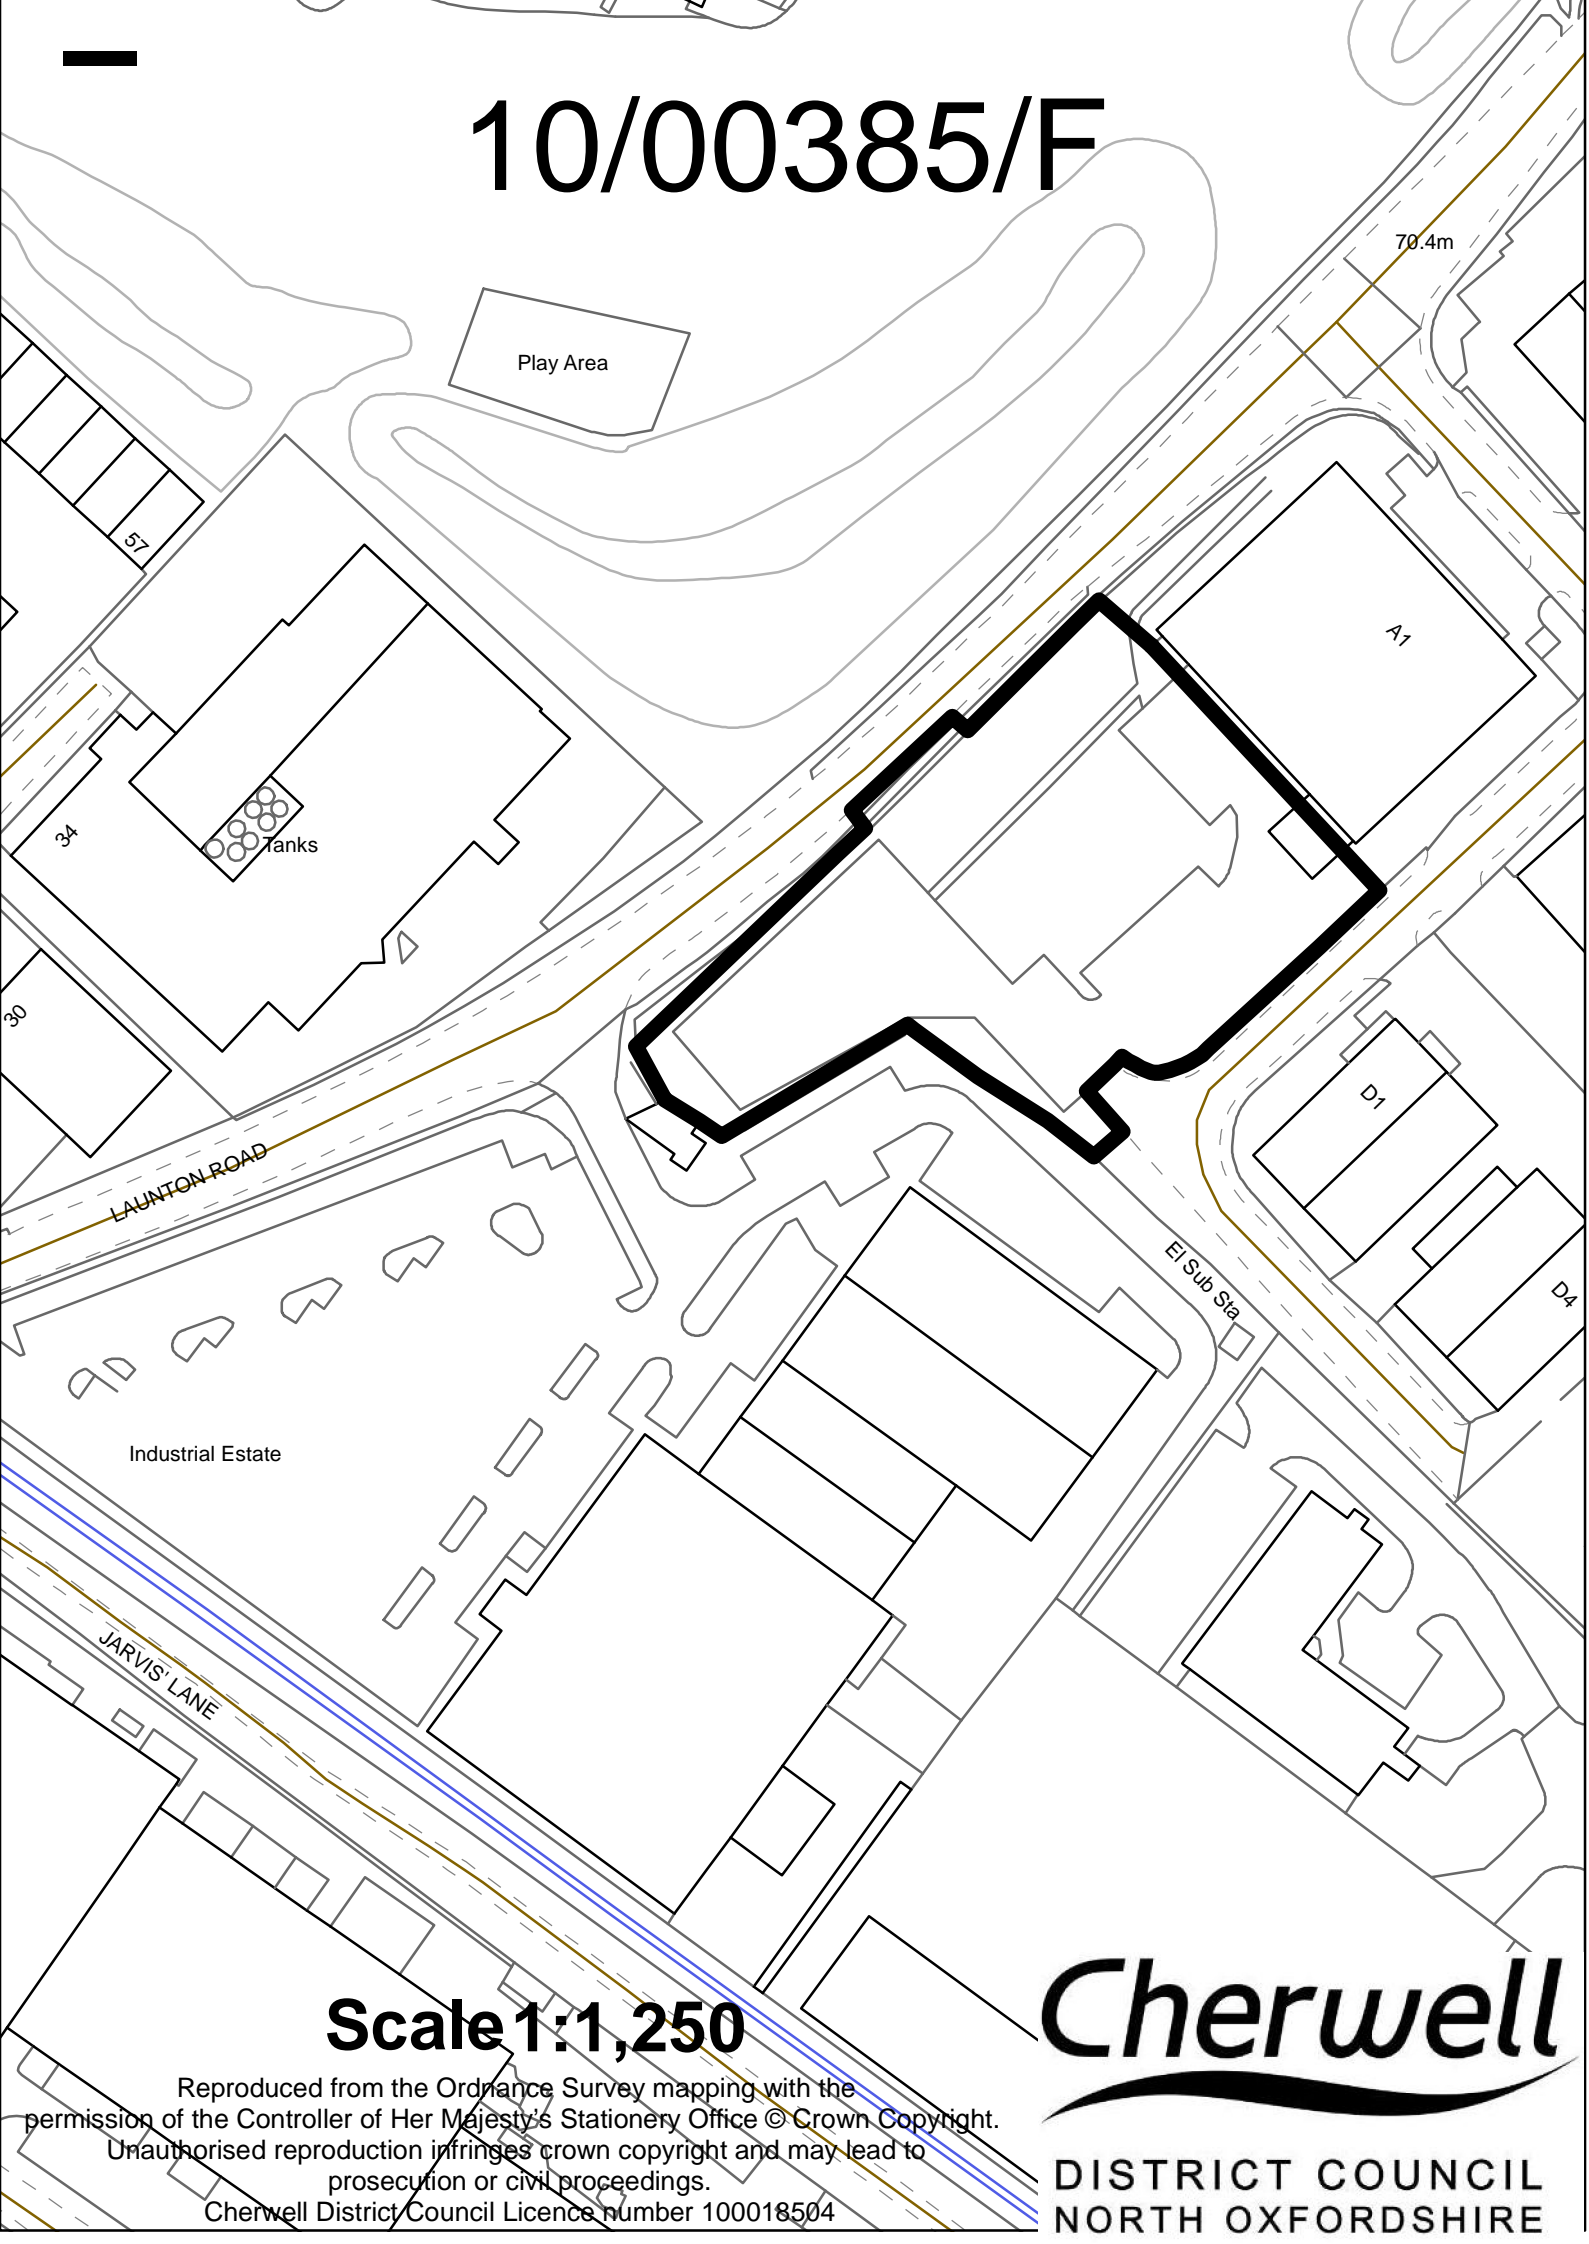 10/00385/F
70.4m
Play Area
57
A1
34
Tanks
30
D1
LAUNTON ROAD
El Sub Sta
D4
Industrial Estate
JARVIS' LANE
Scale 1:1,250
Reproduced from the Ordnance Survey mapping with the
permission of the Controller of Her Majesty's Stationery Office © Crown Copyright.
Unauthorised reproduction infringes crown copyright and may lead to
prosecution or civil proceedings.
Cherwell District Council Licence number 100018504
Cherwell
DISTRICT COUNCIL
NORTH OXFORDSHIRE